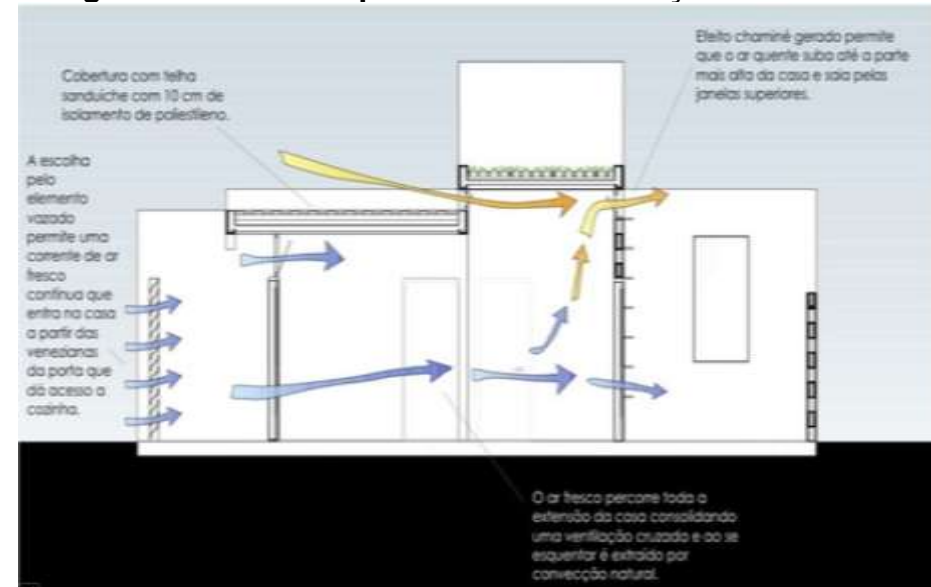 Efeito chaminé gerado permite
que o ar quente suba até a parte
mais alta da casa e saia pelas
janelas superiores.
Cobertura com telha
sanduiche com 10 cm de
isolamento de poliestileno.
A escolha
pelo
elemento
vazado
permite uma
corrente de ar
fresco
contínua que
entra na casa
a partir das
venezianas
da porta que
dá acesso a
cozinha.
O ar fresco percorre toda a
extensão da casa consolidando
uma ventilação cruzada e ao se
esquentar é extraído por
convecção natural.